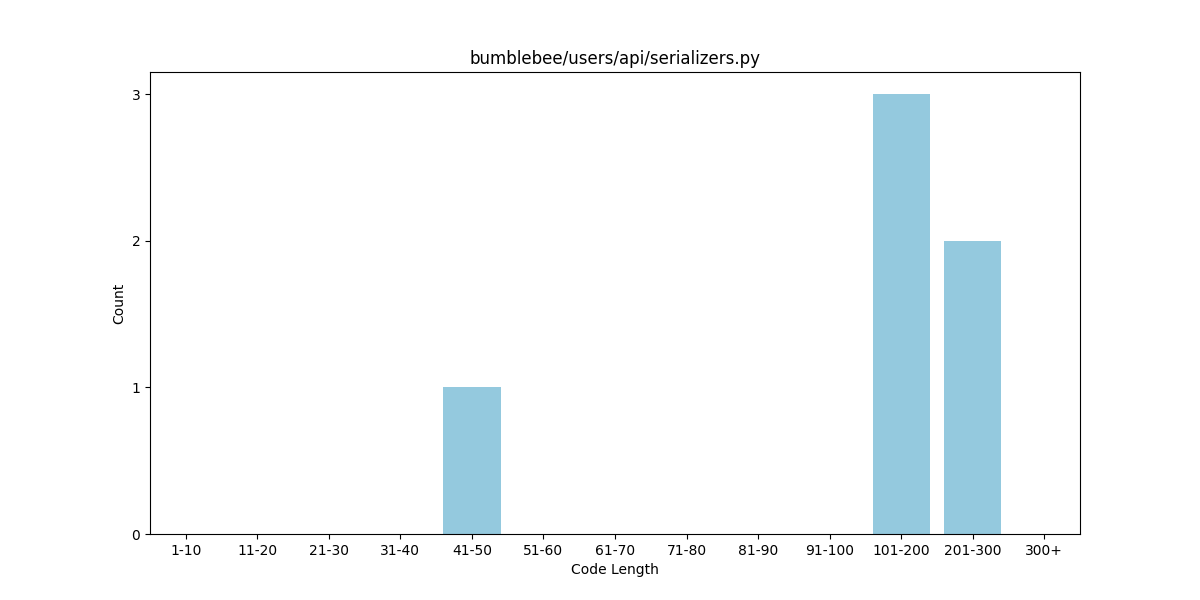 bumblebee/users/api/serializers.py
3
2
1
0
Count
1-10 11-20 21-30 31-40 41-50 51-60 61-70 71-80 81-90 91-100 101-200 201-300 300+
Code Length